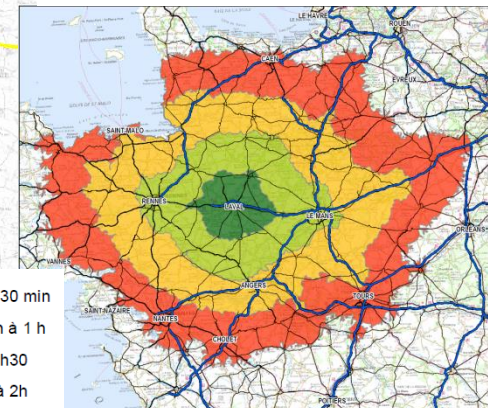 LE HAVRE
ROUEN
CAEN
EVREUX
SAINT-MALO
RENNES
LAVAL
LE MANS
ORLEANS
VANNES
ANGERS
SAINT-NAZAIRE
NANTES
TOURS
CHOLET
POITIERS
30 min
à 1 h
h30
à 2h